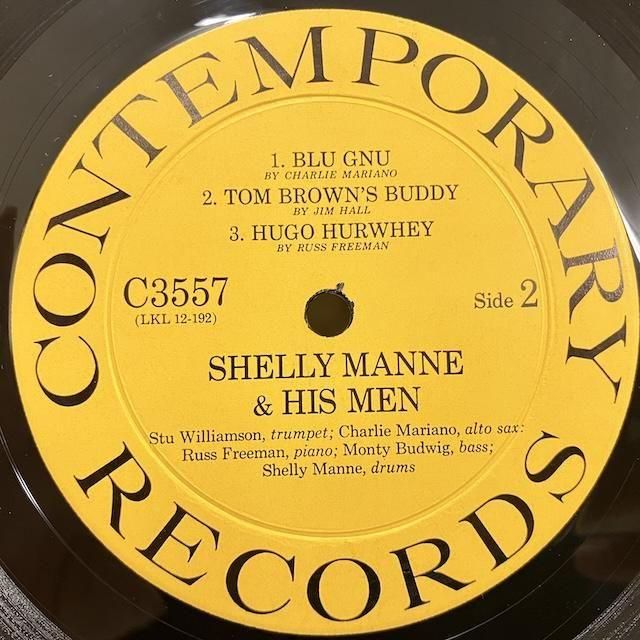 CONTEMPORARY
1. BLU GNU
BY CHARLIE MARIANO
2. TOM BROWN'S BUDDY
BY JIM HALL
3. HUGO HURWHEY
BY RUSS FREEMAN
C3557
(LKL 12-192)
Side 2
SHELLY MANNE
& HIS MEN
Stu Williamson, trumpet; Charlie Mariano, alto sax:
Russ Freeman, piano; Monty Budwig, bass;
Shelly Manne, drums
RECORDS